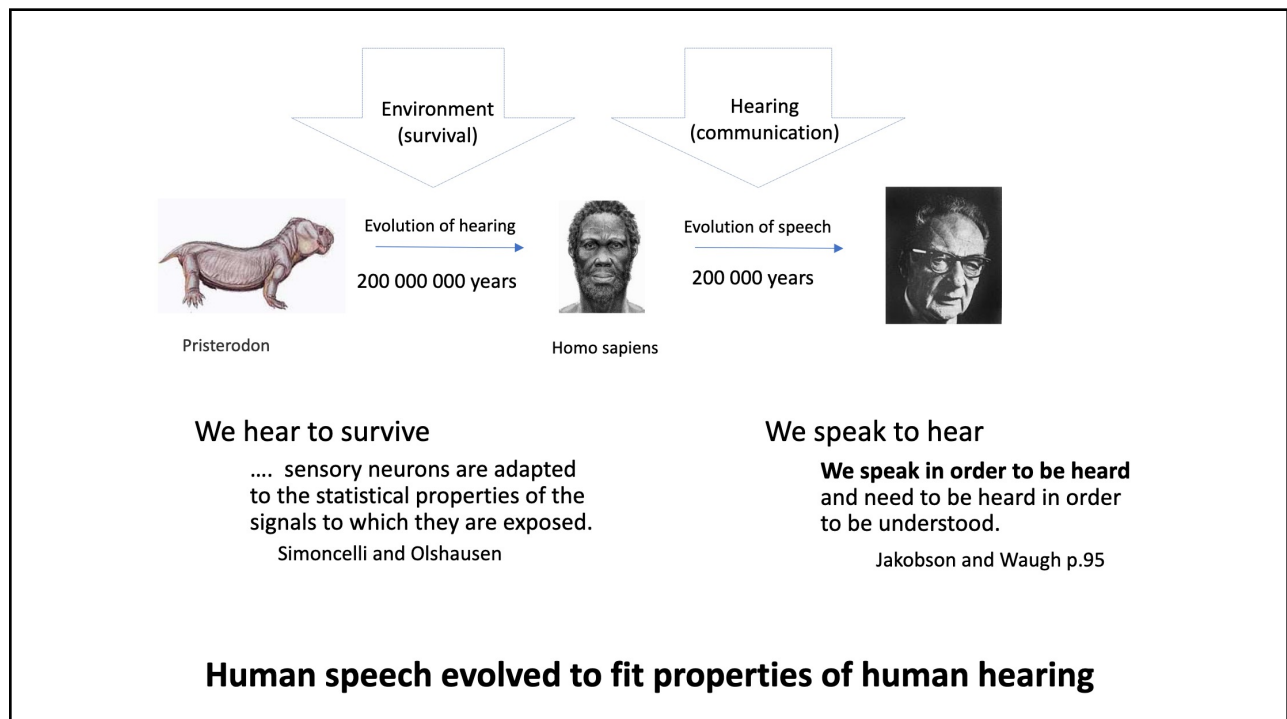 Environment
(survival)
Hearing
(communication)
Evolution of hearing
200 000 000 years
Evolution of speech
200 000 years
Pristerodon
Homo sapiens
We hear to survive
.... sensory neurons are adapted
to the statistical properties of the
signals to which they are exposed.
Simoncelli and Olshausen
We speak to hear
We speak in order to be heard
and need to be heard in order
to be understood.
Jakobson and Waugh p.95
Human speech evolved to fit properties of human hearing